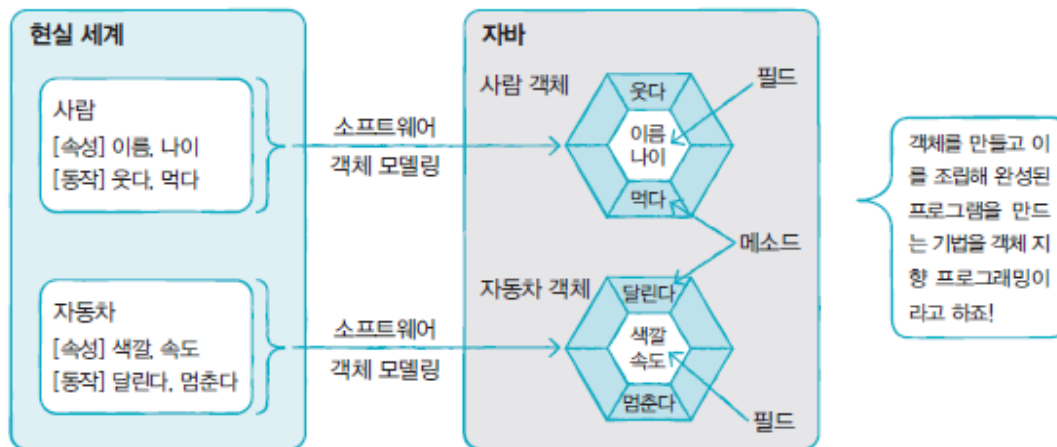 현실 세계
사람
[속성] 이름, 나이
[동작] 웃다, 먹다
자동차
[속성] 색깔, 속도
[동작] 달린다, 멈춘다
소프트웨어
객체 모델링
소프트웨어
객체 모델링
자바
사람 객체
웃다
이름
나이
먹다
필드
메소드
자동차 객체
달린다
색깔
속도
멈춘다
필드
객체를 만들고 이
를 조립해 완성된
프로그램을 만드
는 기법을 객체 지
향 프로그래밍이
라고 하죠!